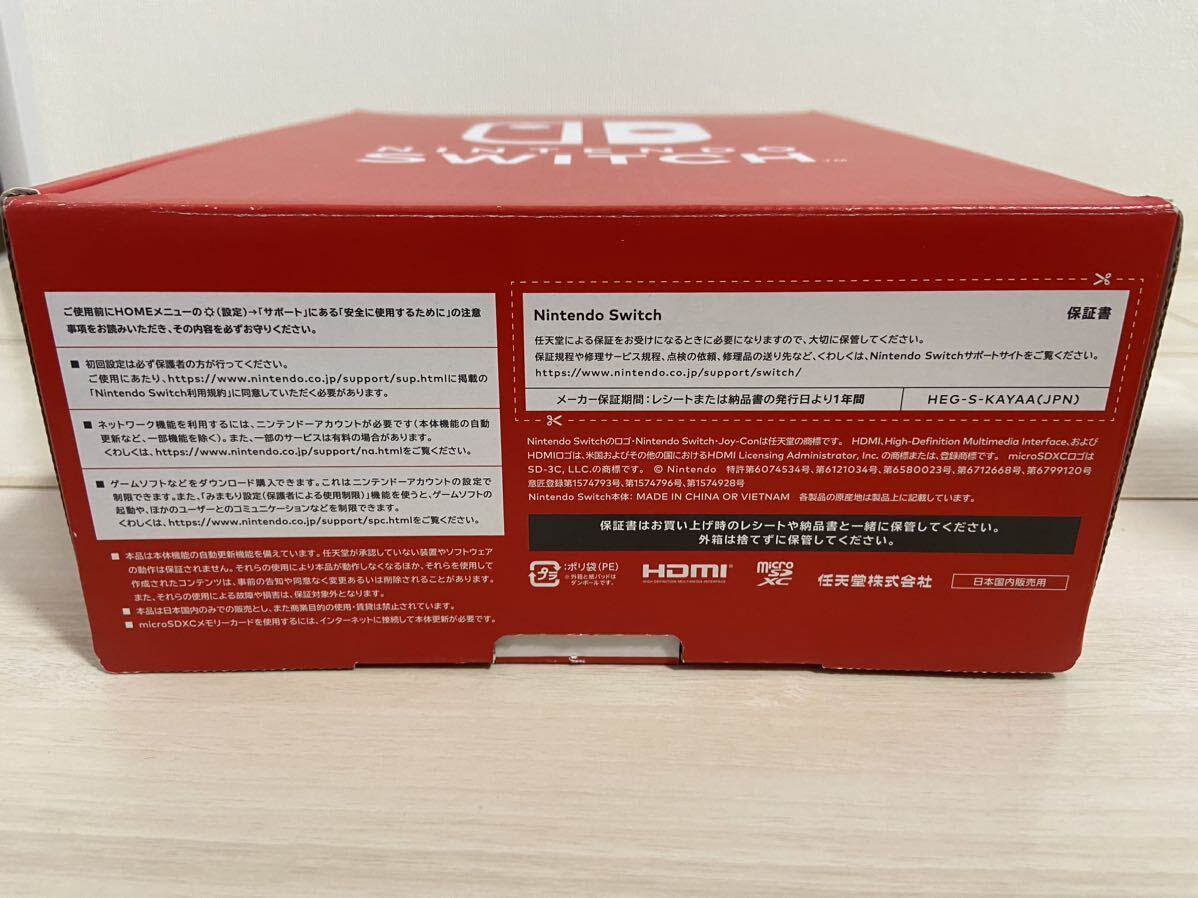 NINTENDO
SWITCH™
ご使用前にHOMEメニューの(設定)→「サポート」にある「安全に使用するために」の注意
事項をお読みいただき、その内容を必ずお守りください。
■ 初回設定は必ず保護者の方が行ってください。
ご使用にあたり、https://www.nintendo.co.jp/support/sup.htmlに掲載の
「Nintendo Switch利用規約」に同意していただく必要があります。
■ ネットワーク機能を利用するには、ニンテンドーアカウントが必要です(本体機能の自動
更新など、一部機能を除く)。また、一部のサービスは有料の場合があります。
くわしくは、https://www.nintendo.co.jp/support/na.htmlをご覧ください。
■ ゲームソフトなどをダウンロード購入できます。これはニンテンドーアカウントの設定で
制限できます。また、「みまもり設定(保護者による使用制限)」機能を使うと、ゲームソフトの
起動や、ほかのユーザーとのコミュニケーションなどを制限できます。
くわしくは、https://www.nintendo.co.jp/support/spc.htmlをご覧ください。
■ 本品は本体機能の自動更新機能を備えています。任天堂が承認していない装置やソフトウェア
の動作は保証されません。それらの使用により本品が動作しなくなるほか、それらを使用して
作成されたコンテンツは、事前の告知や同意なく変更あるいは削除されることがあります。
また、それらの使用による故障や損害は、保証対象外となります。
■ 本品は日本国内のみでの販売とし、また商業目的の使用・賃貸は禁止されています。
■ microSDXCメモリーカードを使用するには、インターネットに接続して本体更新が必要です。
Nintendo Switch 保証書
任天堂による保証をお受けになるときに必要になりますので、大切に保管してください。
保証規程や修理サービス規程、点検の依頼、修理品の送り先など、くわしくは、Nintendo Switchサポートサイトをご覧ください。
https://www.nintendo.co.jp/support/switch/
メーカー保証期間:レシートまたは納品書の発行日より1年間 HEG-S-KAYAA(JPN)
Nintendo Switchのロゴ・Nintendo Switch・Joy-Conは任天堂の商標です。 HDMI、High-Definition Multimedia Interface、および
HDMIロゴは、米国およびその他の国におけるHDMI Licensing Administrator, Inc. の商標または、登録商標です。 microSDXCロゴは
SD-3C, LLC.の商標です。 © Nintendo 特許第6074534号、第6121034号、第6580023号、第6712668号、第6799120号
意匠登録第1574793号、第1574796号、第1574928号
Nintendo Switch本体: MADE IN CHINA OR VIETNAM 各製品の原産地は製品上に記載しています。
保証書はお買い上げ時のレシートや納品書と一緒に保管してください。
外箱は捨てずに保管してください。
プラ :ポリ袋(PE)
※外箱と紙パッドは
ダンボールです。
HDMI®
HIGH-DEFINITION MULTIMEDIA INTERFACE
micro
SD
XC
任天堂株式会社
日本国内販売用